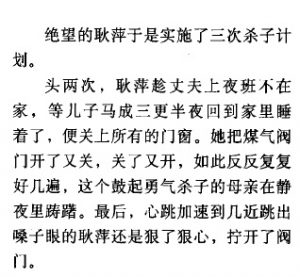 绝望的耿萍于是实施了三次杀子计
划。
头两次，耿萍趁丈夫上夜班不在
家，等儿子马成三更半夜回到家里睡
着了，便关上所有的门窗。她把煤气阀
门开了又关，关了又开，如此反反复复
好几遍，这个鼓起勇气杀子的母亲在静
夜里踌躇。最后，心跳加速到几近跳出
嗓子眼的耿萍还是狠了狠心，拧开了阀
门。